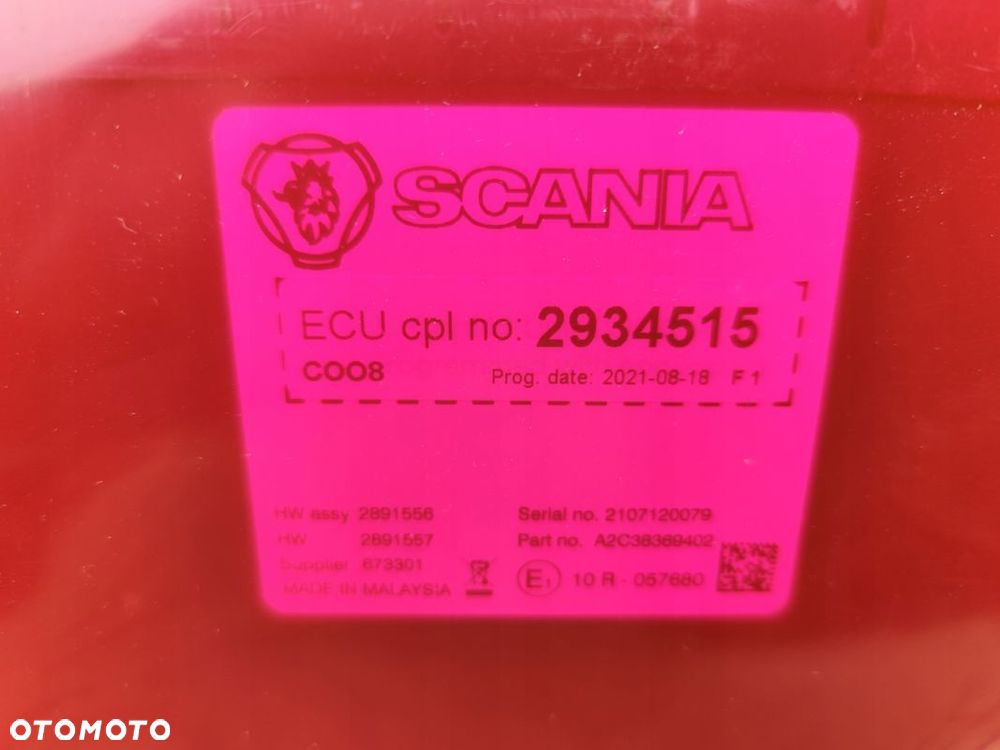 SCANIA
ECU cpl no: 2934515
COO8 Prog. date: 2021-08-18 F1
HW assy 2891556 Serial no. 2107120079
HW 2891557 Part no. A2C38369402
Supplier 673301
MADE IN MALAYSIA E1 10 R - 057680
OTOMOTO